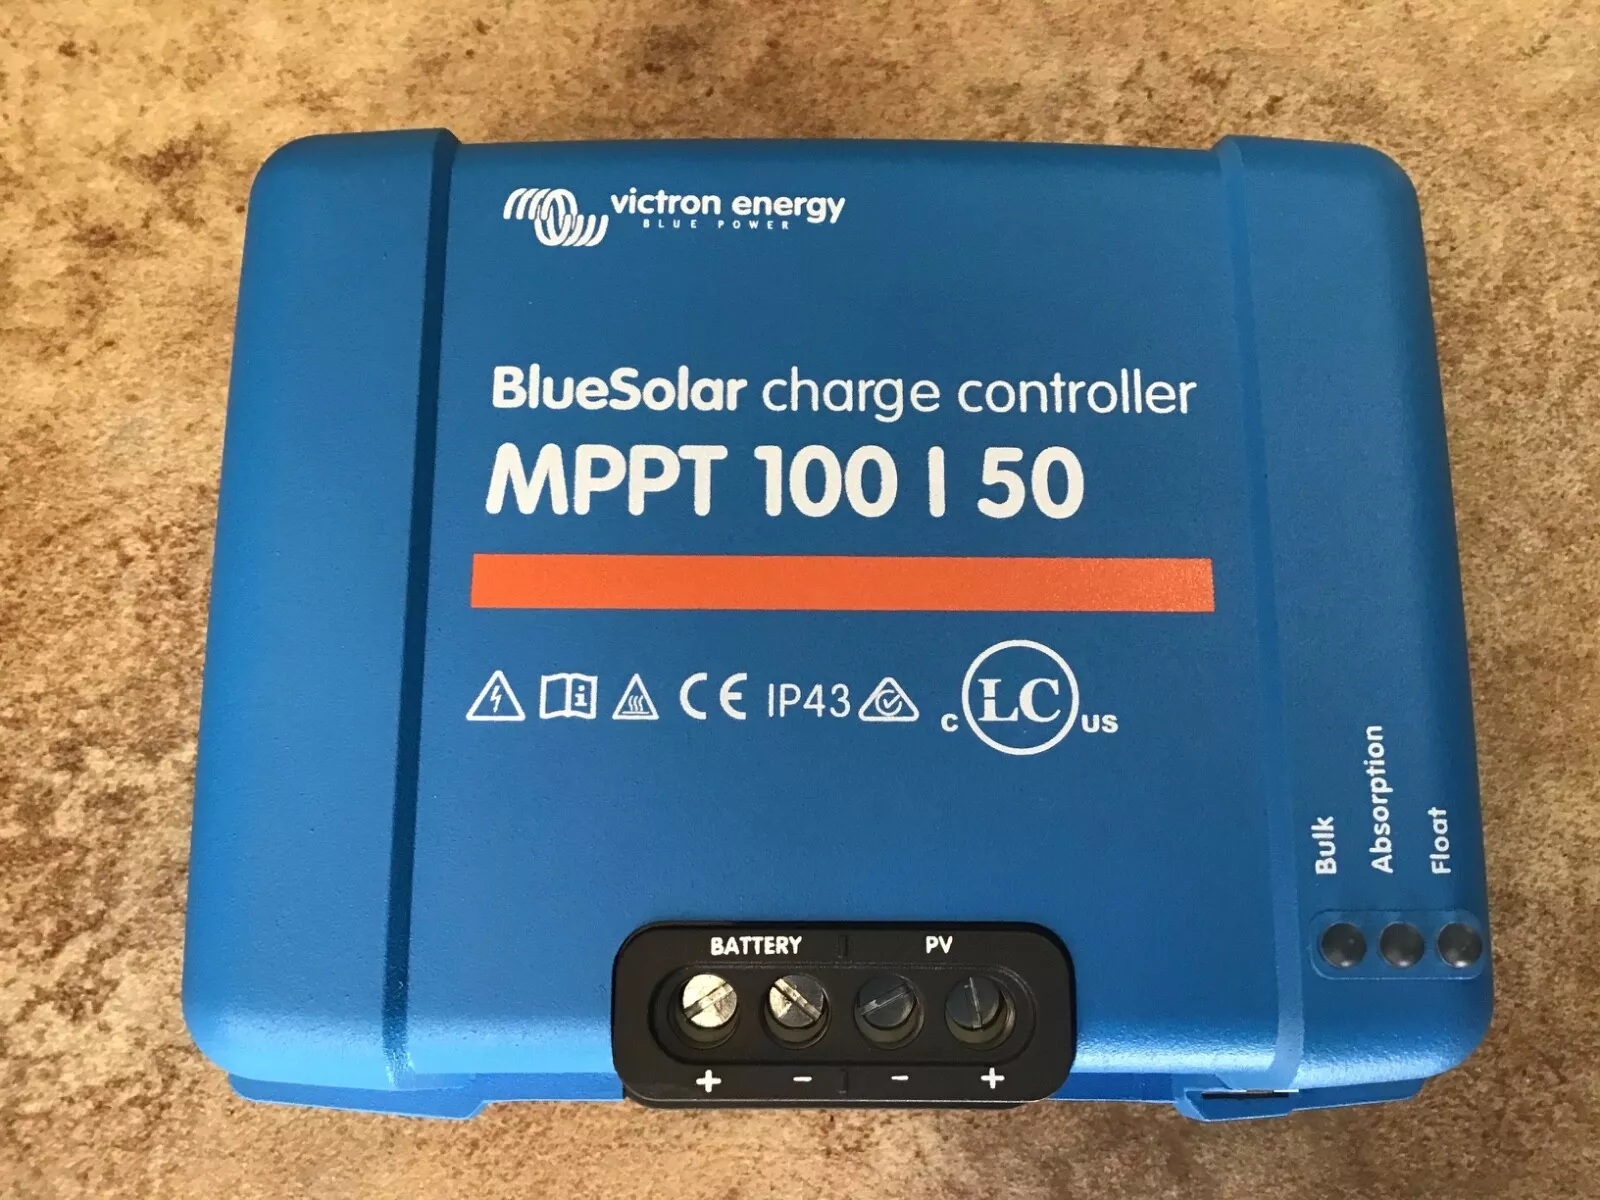 victron energy
BLUE POWER
BlueSolar charge controller
MPPT 100 | 50
CE IP43 c LC us
Bulk
Absorption
Float
BATTERY PV
+ - - +